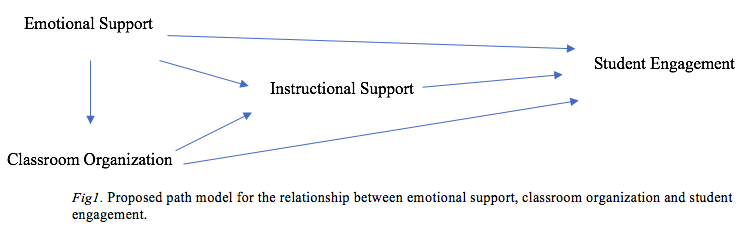 Emotional Support
Student Engagement
Instructional Support
Classroom Organization
Fig1. Proposed path model for the relationship between emotional support, classroom organization and student
engagement.